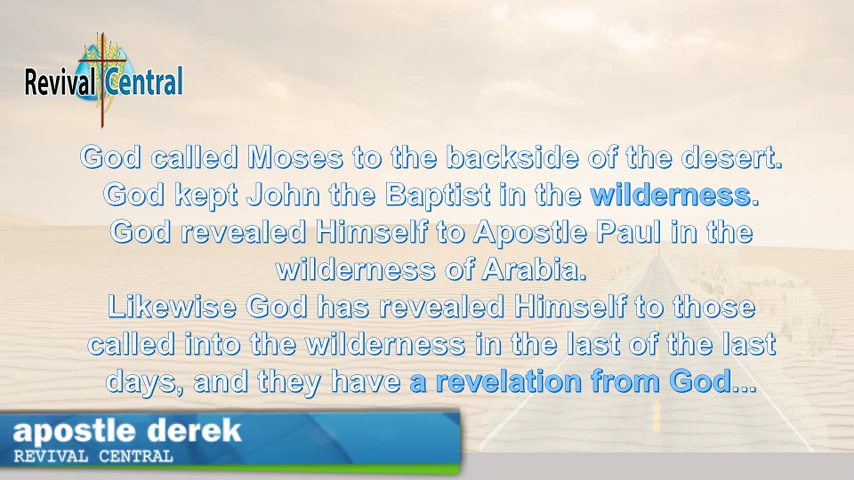 Revival Central
God called Moses to the backside of the desert.
God kept John the Baptist in the wilderness.
God revealed Himself to Apostle Paul in the
wilderness of Arabia.
Likewise God has revealed Himself to those
called into the wilderness in the last of the last
days, and they have a revelation from God...
apostle derek
REVIVAL CENTRAL